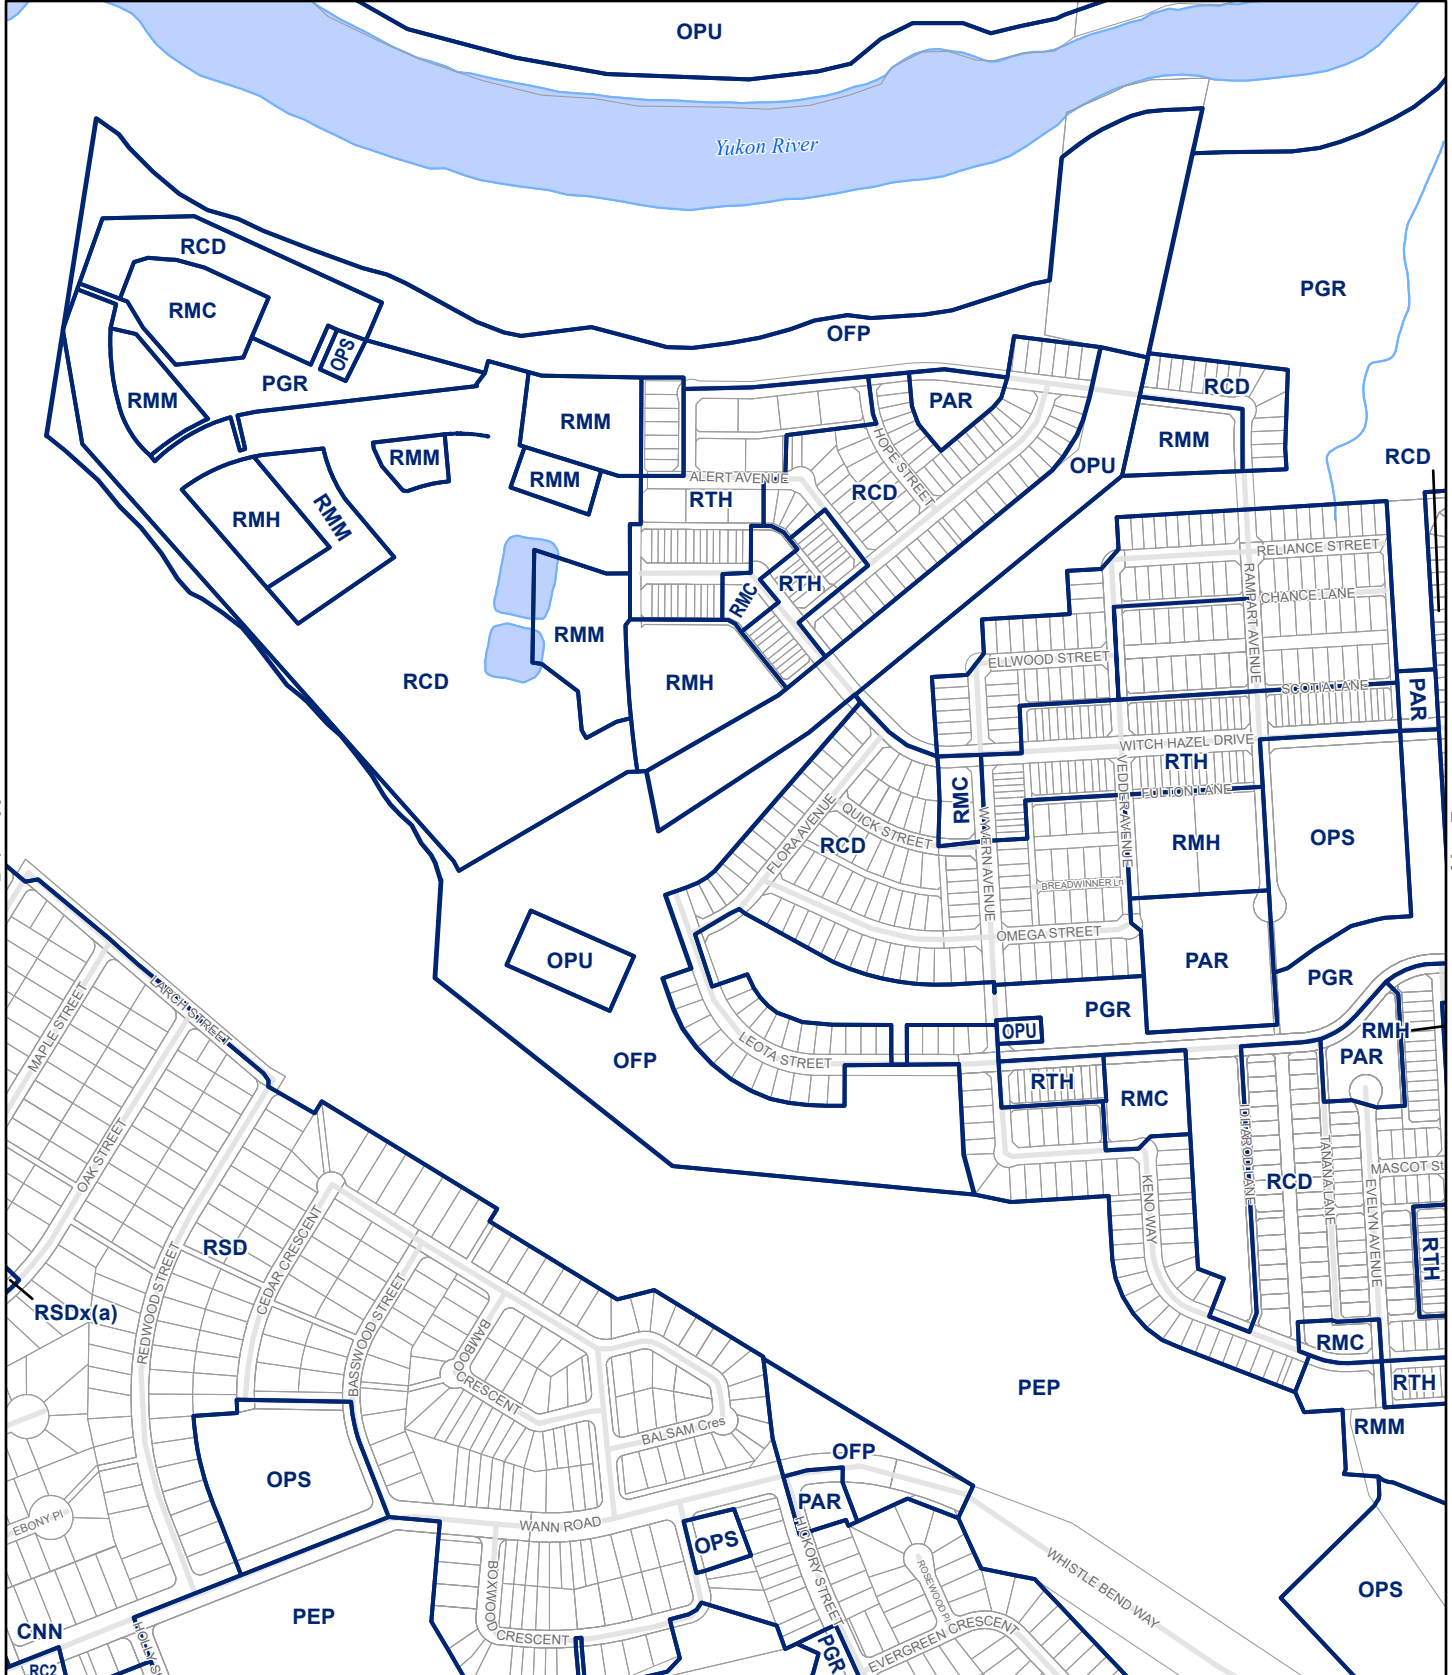 OPU
Yukon River
RCD
RMC
OPS
RMM
PGR
OFP
PGR
RMM
RMM
RMM
RMM
RMH
RMM
PAR
RCD
RMM
RCD
HOPE STREET
ALERT AVENUE
RTH
RCD
OPU
RTH
RMC
RMM
RMH
RCD
RELIANCE STREET
CHANCE LANE
RAMPART AVENUE
ELLWOOD STREET
SCOTIA LANE
PAR
WITCH HAZEL DRIVE
RTH
VEDDER AVENUE
FULTON LANE
RMC
WYVERN AVENUE
RMH
OPS
FLORA AVENUE
QUICK STREET
RCD
BREADWINNER Ln
OMEGA STREET
PAR
PGR
PGR
OPU
OPU
OFP
LEOTA STREET
RTH
RMC
RMH
PAR
IDITAROD LANE
RCD
TANANA LANE
EVELYN AVENUE
MASCOT St
KENO WAY
RTH
RMC
RTH
RMM
LARCH STREET
MAPLE STREET
OAK STREET
RSD
RSDx(a)
REDWOOD STREET
CEDAR CRESCENT
BASSWOOD STREET
BAMBOO
CRESCENT
BALSAM Cres
PEP
OFP
OPS
PAR
OPS
EBONY Pl
WANN ROAD
HICKORY STREET
BOXWOOD
CRESCENT
ROSEWOOD Pl
EVERGREEN CRESCENT
WHISTLE BEND WAY
OPS
PEP
CNN
RC2
PGR